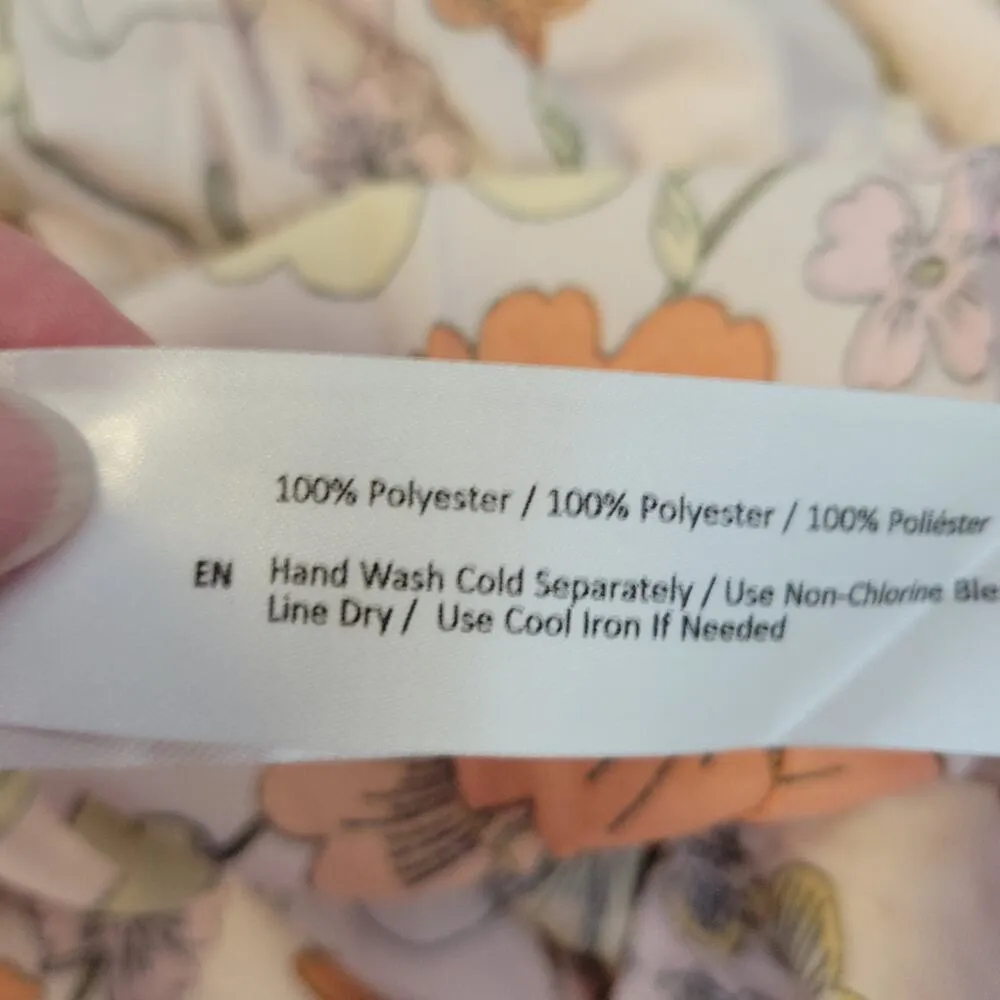 100% Polyester / 100% Polyester / 100% Poliéster
EN Hand Wash Cold Separately / Use Non-Chlorine
Line Dry / Use Cool Iron If Needed